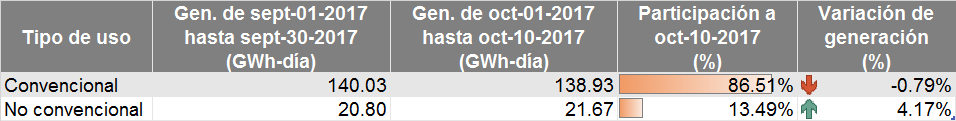 Tipo de uso
Gen. de sept-01-2017
hasta sept-30-2017
(GWh-día)
Gen. de oct-01-2017
hasta oct-10-2017
(GWh-día)
Participación a
oct-10-2017
(%)
Variación de
generación
(%)
Convencional 140.03 138.93 86.51% -0.79%
No convencional 20.80 21.67 13.49% 4.17%